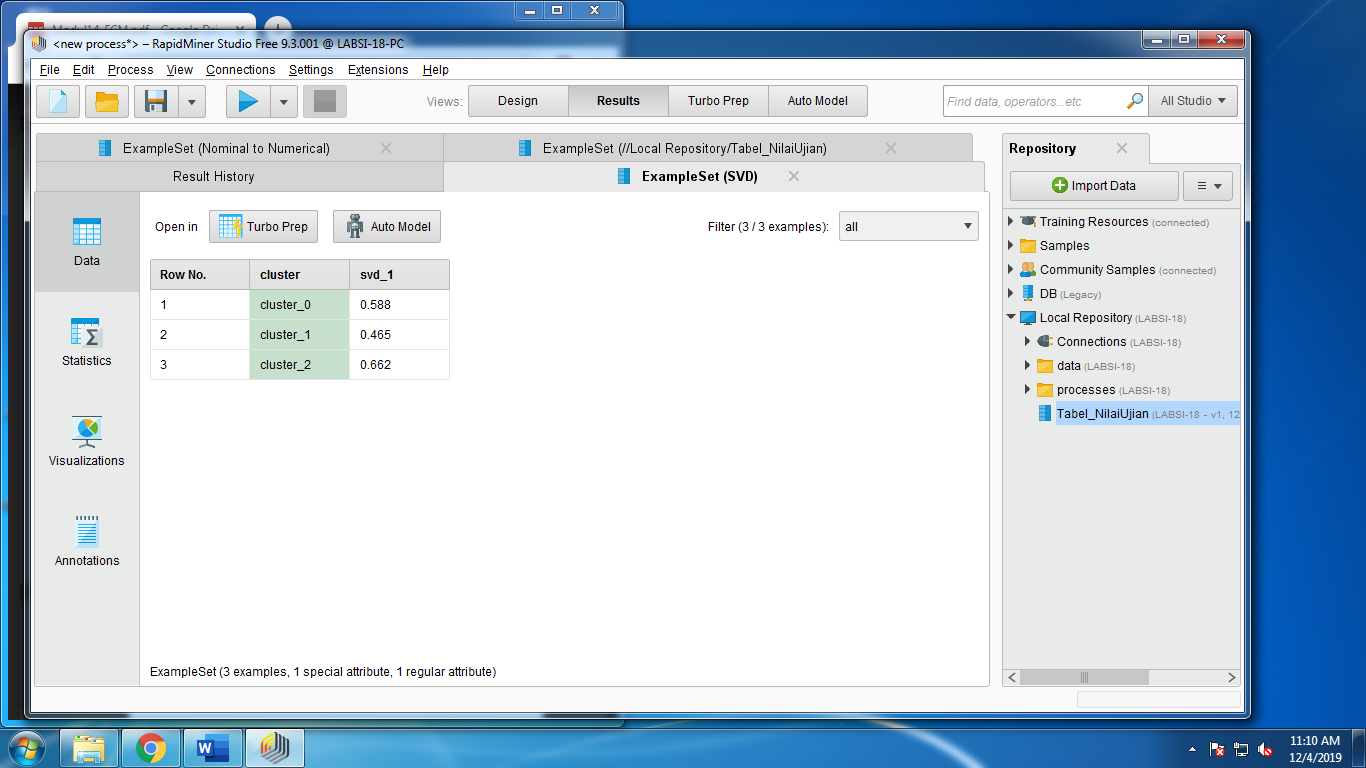 Modul14-FCM.pdf - Google Driv
<new process*> – RapidMiner Studio Free 9.3.001 @ LABSI-18-PC
File Edit Process View Connections Settings Extensions Help
Views: Design Results Turbo Prep Auto Model Find data, operators...etc All Studio
ExampleSet (Nominal to Numerical) ExampleSet (//Local Repository/Tabel_NilaiUjian)
Result History ExampleSet (SVD)
Data
Statistics
Visualizations
Annotations
Open in Turbo Prep Auto Model Filter (3 / 3 examples): all
Row No. cluster svd_1
1 cluster_0 0.588
2 cluster_1 0.465
3 cluster_2 0.662
ExampleSet (3 examples, 1 special attribute, 1 regular attribute)
Repository
Import Data
Training Resources (connected)
Samples
Community Samples (connected)
DB (Legacy)
Local Repository (LABSI-18)
Connections (LABSI-18)
data (LABSI-18)
processes (LABSI-18)
Tabel_NilaiUjian (LABSI-18 - v1, 12
11:10 AM
12/4/2019